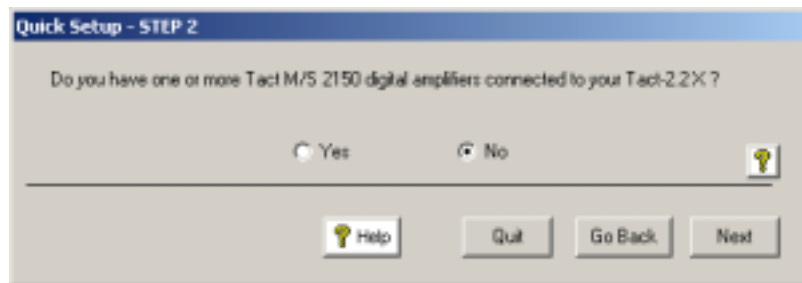 Quick Setup - STEP 2
Do you have one or more Tact M/S 2150 digital amplifiers connected to your Tact-2.2X ?
Yes No
Help Quit Go Back Next